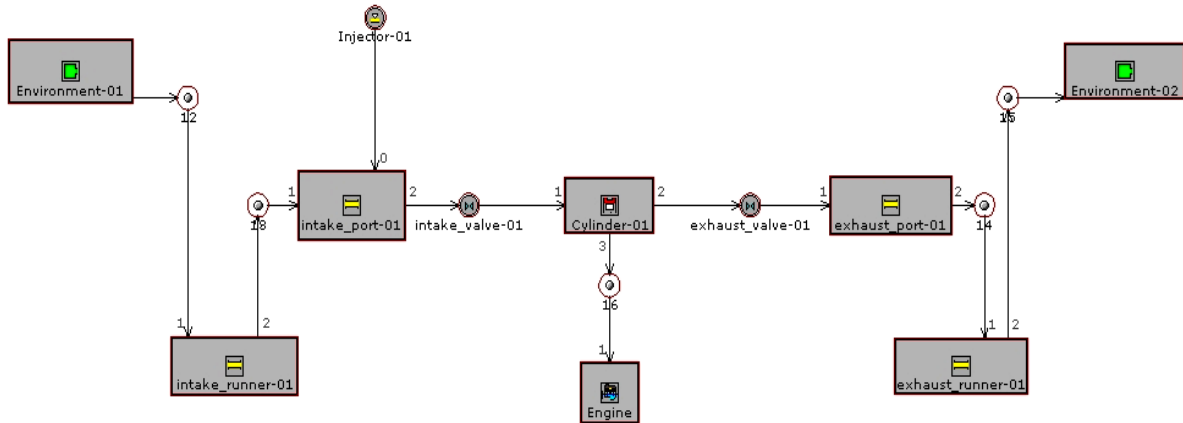 Injector-01
Environment-01
Environment-02
12
15
0
1
2
1
2
1
2
18
14
intake_port-01
intake_valve-01
Cylinder-01
exhaust_valve-01
exhaust_port-01
3
16
1
2
1
1
2
intake_runner-01
exhaust_runner-01
Engine